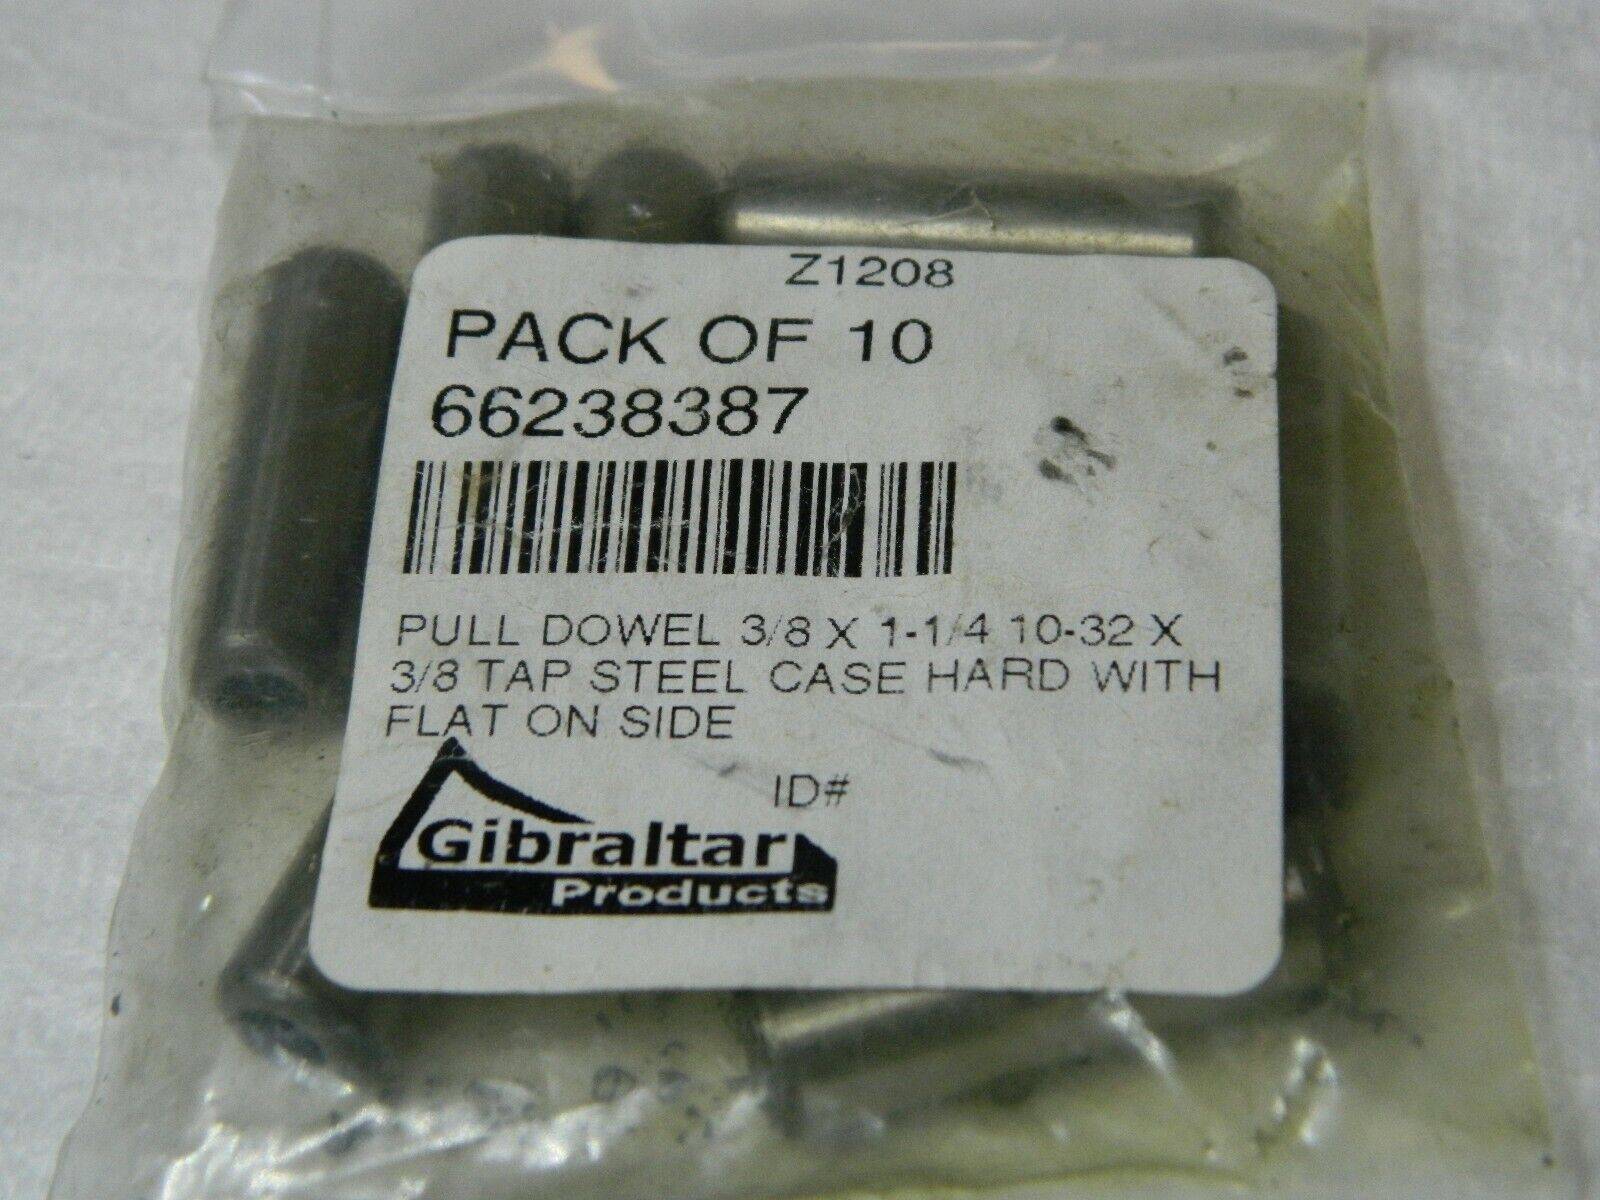 Z1208
PACK OF 10
66238387
PULL DOWEL 3/8 X 1-1/4 10-32 X
3/8 TAP STEEL CASE HARD WITH
FLAT ON SIDE
ID#
Gibraltar
Products